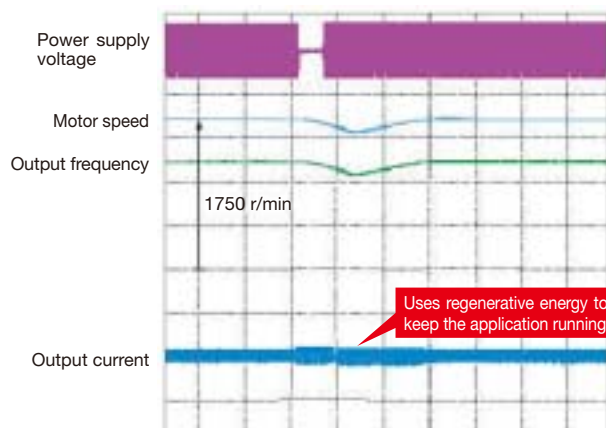 Power supply
voltage
Motor speed
Output frequency
1750 r/min
Uses regenerative energy to
keep the application running
Output current